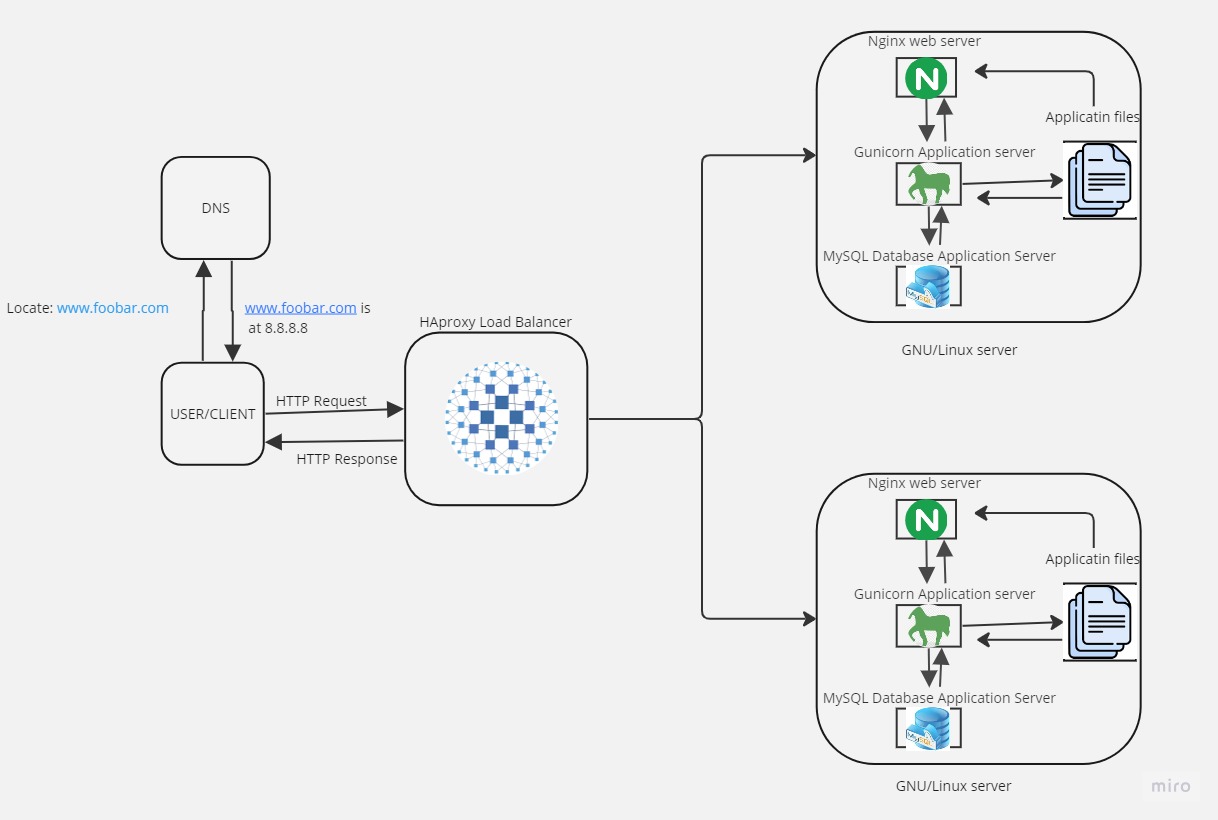 DNS
Locate: www.foobar.com
www.foobar.com is
at 8.8.8.8
USER/CLIENT
HTTP Request
HTTP Response
HAproxy Load Balancer
Nginx web server
N
Applicatin files
Gunicorn Application server
MySQL Database Application Server
MySQL
GNU/Linux server
Nginx web server
N
Applicatin files
Gunicorn Application server
MySQL Database Application Server
MySQL
GNU/Linux server
miro